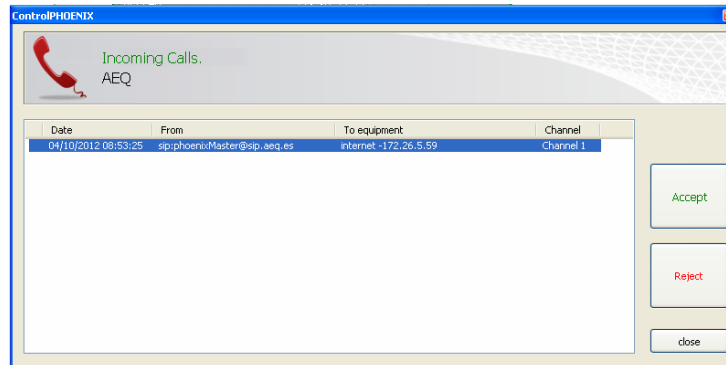 ControlPHOENIX
Incoming Calls.
AEQ
Date From To equipment Channel
04/10/2012 08:53:25 sip:phoenixMaster@sip.aeq.es internet -172.26.5.59 Channel 1
Accept
Reject
close